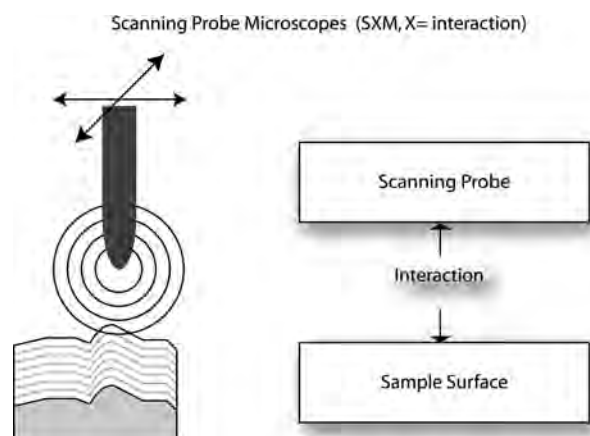 Scanning Probe Microscopes (SXM, X= interaction)
Scanning Probe
Interaction
Sample Surface